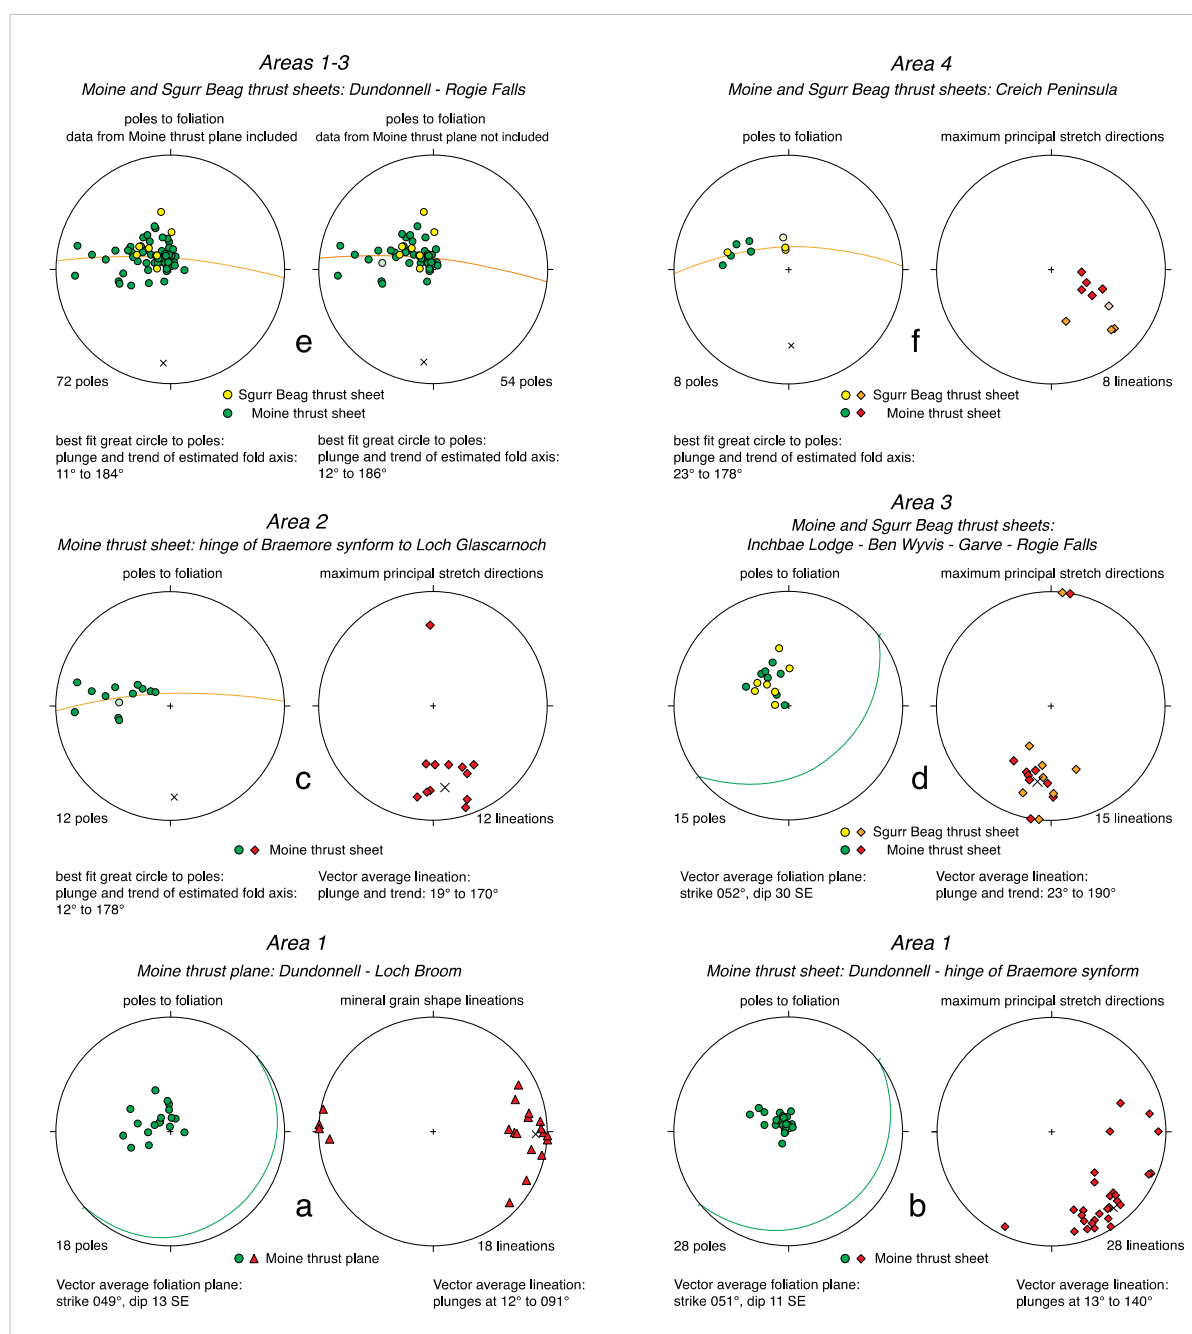 Areas 1-3
Moine and Sgurr Beag thrust sheets: Dundonnell - Rogie Falls
poles to foliation
data from Moine thrust plane included
poles to foliation
data from Moine thrust plane not included
e
72 poles
54 poles
Sgurr Beag thrust sheet
Moine thrust sheet
best fit great circle to poles:
plunge and trend of estimated fold axis:
11° to 184°
best fit great circle to poles:
plunge and trend of estimated fold axis:
12° to 186°
Area 4
Moine and Sgurr Beag thrust sheets: Creich Peninsula
poles to foliation
maximum principal stretch directions
f
8 poles
8 lineations
Sgurr Beag thrust sheet
Moine thrust sheet
best fit great circle to poles:
plunge and trend of estimated fold axis:
23° to 178°
Area 2
Moine thrust sheet: hinge of Braemore synform to Loch Glascarnoch
poles to foliation
maximum principal stretch directions
c
12 poles
12 lineations
Moine thrust sheet
best fit great circle to poles:
plunge and trend of estimated fold axis:
12° to 178°
Vector average lineation:
plunge and trend: 19° to 170°
Area 3
Moine and Sgurr Beag thrust sheets:
Inchbae Lodge - Ben Wyvis - Garve - Rogie Falls
poles to foliation
maximum principal stretch directions
d
15 poles
15 lineations
Sgurr Beag thrust sheet
Moine thrust sheet
Vector average foliation plane:
strike 052°, dip 30 SE
Vector average lineation:
plunge and trend: 23° to 190°
Area 1
Moine thrust plane: Dundonnell - Loch Broom
poles to foliation
mineral grain shape lineations
a
18 poles
18 lineations
Moine thrust plane
Vector average foliation plane:
strike 049°, dip 13 SE
Vector average lineation:
plunges at 12° to 091°
Area 1
Moine thrust sheet: Dundonnell - hinge of Braemore synform
poles to foliation
maximum principal stretch directions
b
28 poles
28 lineations
Moine thrust sheet
Vector average foliation plane:
strike 051°, dip 11 SE
Vector average lineation:
plunges at 13° to 140°